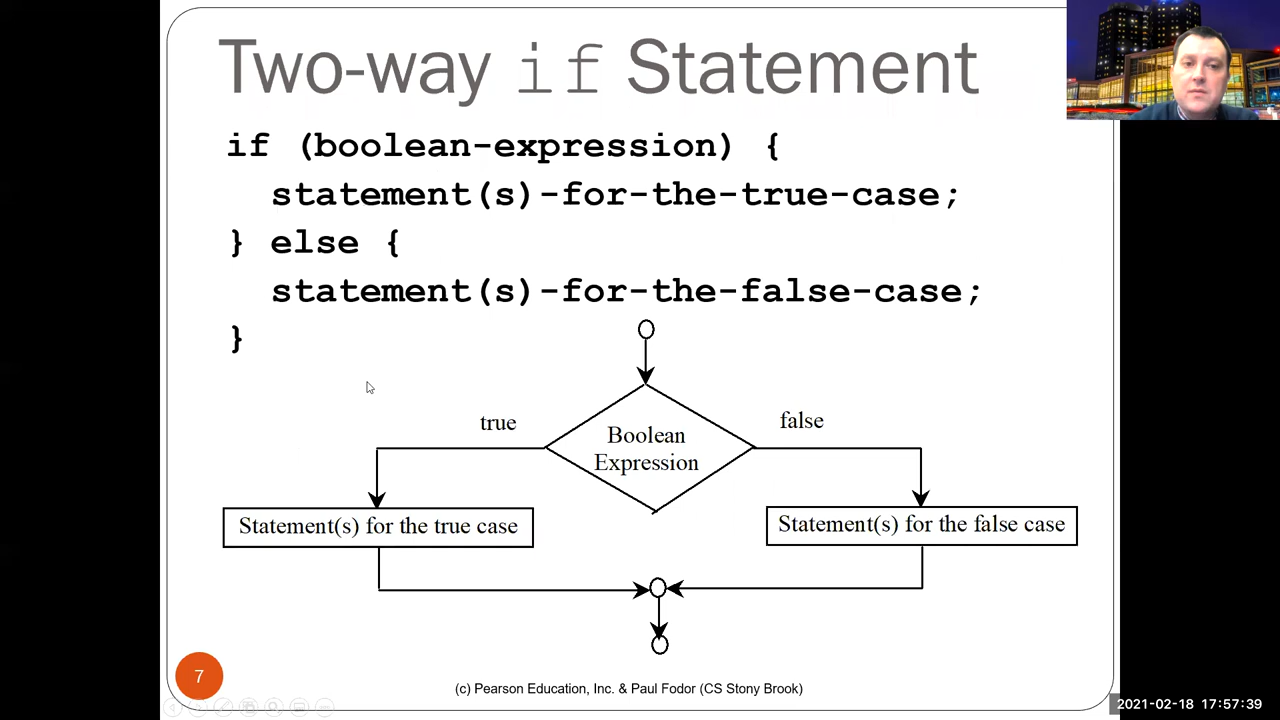 Two-way if Statement
if (boolean-expression) {
statement(s)-for-the-true-case;
} else {
statement(s)-for-the-false-case;
}
true
false
Boolean
Expression
Statement(s) for the true case
Statement(s) for the false case
7
(c) Pearson Education, Inc. & Paul Fodor (CS Stony Brook)
2021-02-18 17:57:39